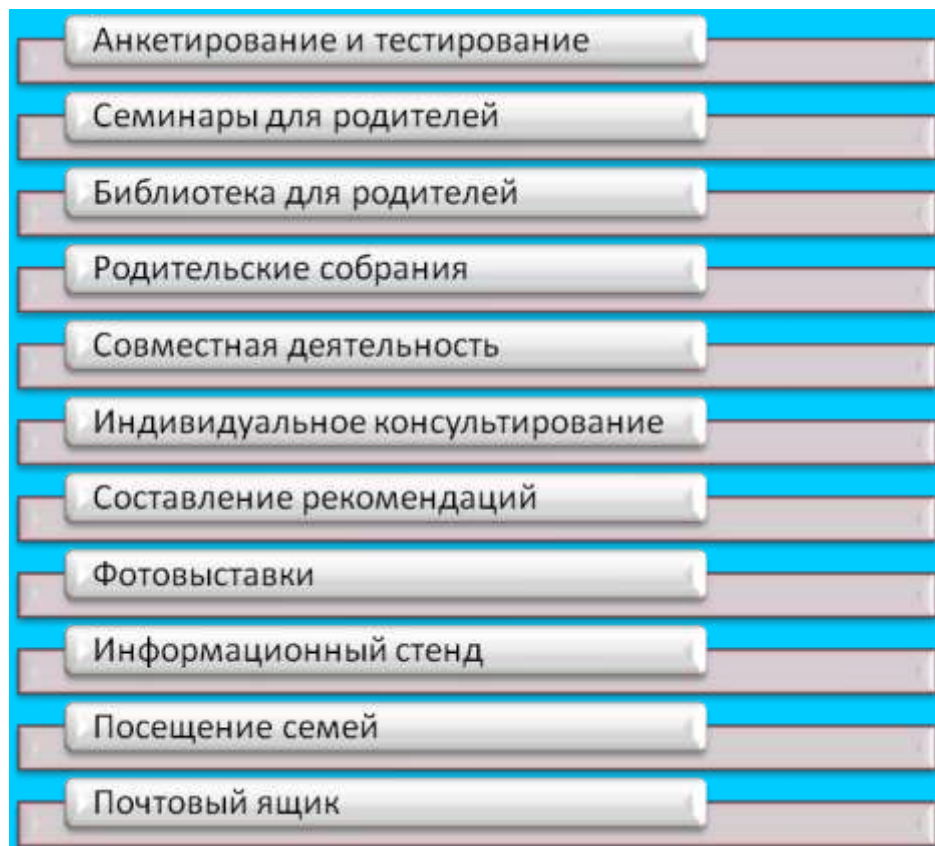 Анкетирование и тестирование
Семинары для родителей
Библиотека для родителей
Родительские собрания
Совместная деятельность
Индивидуальное консультирование
Составление рекомендаций
Фотовыставки
Информационный стенд
Посещение семей
Почтовый ящик